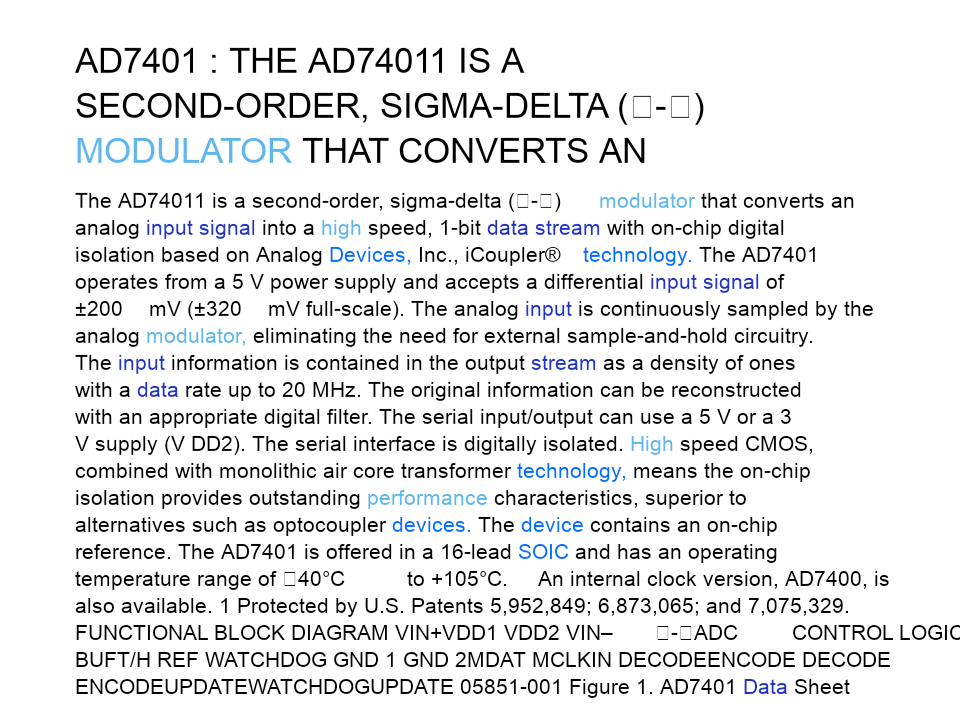 AD7401 : THE AD74011 IS A
SECOND-ORDER, SIGMA-DELTA (□-□)
MODULATOR THAT CONVERTS AN
The AD74011 is a second-order, sigma-delta (□-□) modulator that converts an
analog input signal into a high speed, 1-bit data stream with on-chip digital
isolation based on Analog Devices, Inc., iCoupler® technology. The AD7401
operates from a 5 V power supply and accepts a differential input signal of
±200 mV (±320 mV full-scale). The analog input is continuously sampled by the
analog modulator, eliminating the need for external sample-and-hold circuitry.
The input information is contained in the output stream as a density of ones
with a data rate up to 20 MHz. The original information can be reconstructed
with an appropriate digital filter. The serial input/output can use a 5 V or a 3
V supply (V DD2). The serial interface is digitally isolated. High speed CMOS,
combined with monolithic air core transformer technology, means the on-chip
isolation provides outstanding performance characteristics, superior to
alternatives such as optocoupler devices. The device contains an on-chip
reference. The AD7401 is offered in a 16-lead SOIC and has an operating
temperature range of □40°C to +105°C. An internal clock version, AD7400, is
also available. 1 Protected by U.S. Patents 5,952,849; 6,873,065; and 7,075,329.
FUNCTIONAL BLOCK DIAGRAM VIN+VDD1 VDD2 VIN– □-□ADC CONTROL LOGIC
BUFT/H REF WATCHDOG GND 1 GND 2MDAT MCLKIN DECODEENCODE DECODE
ENCODEUPDATEWATCHDOGUPDATE 05851-001 Figure 1. AD7401 Data Sheet